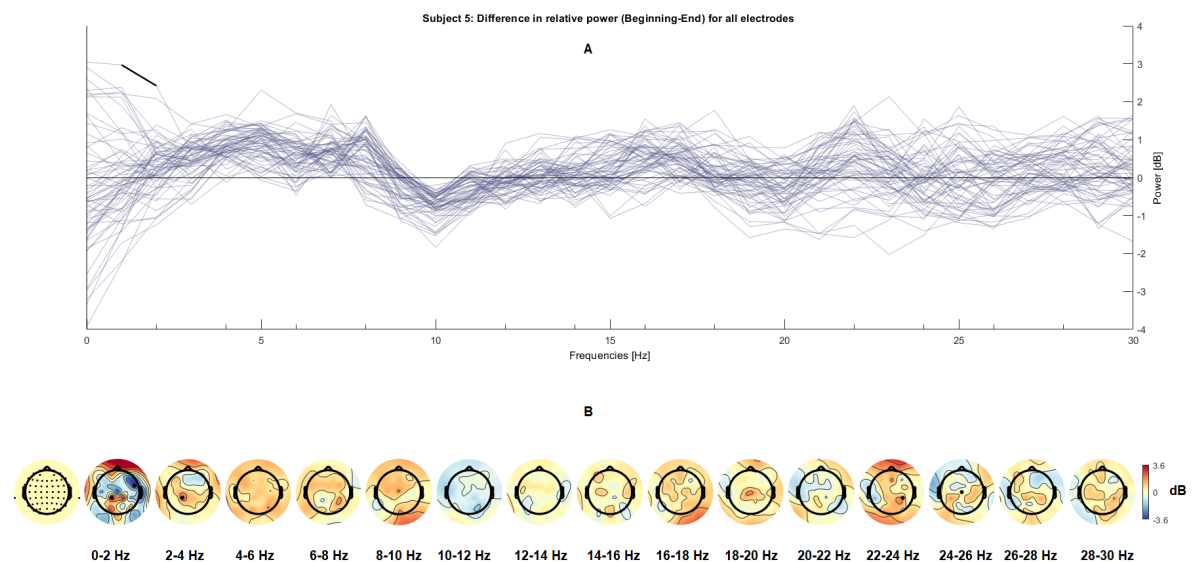 Subject 5: Difference in relative power (Beginning-End) for all electrodes
A
4
3
2
1
0
-1
-2
-3
-4
Power [dB]
0 5 10 15 20 25 30
Frequencies [Hz]
B
3.6
0
-3.6
dB
0-2 Hz 2-4 Hz 4-6 Hz 6-8 Hz 8-10 Hz 10-12 Hz 12-14 Hz 14-16 Hz 16-18 Hz 18-20 Hz 20-22 Hz 22-24 Hz 24-26 Hz 26-28 Hz 28-30 Hz